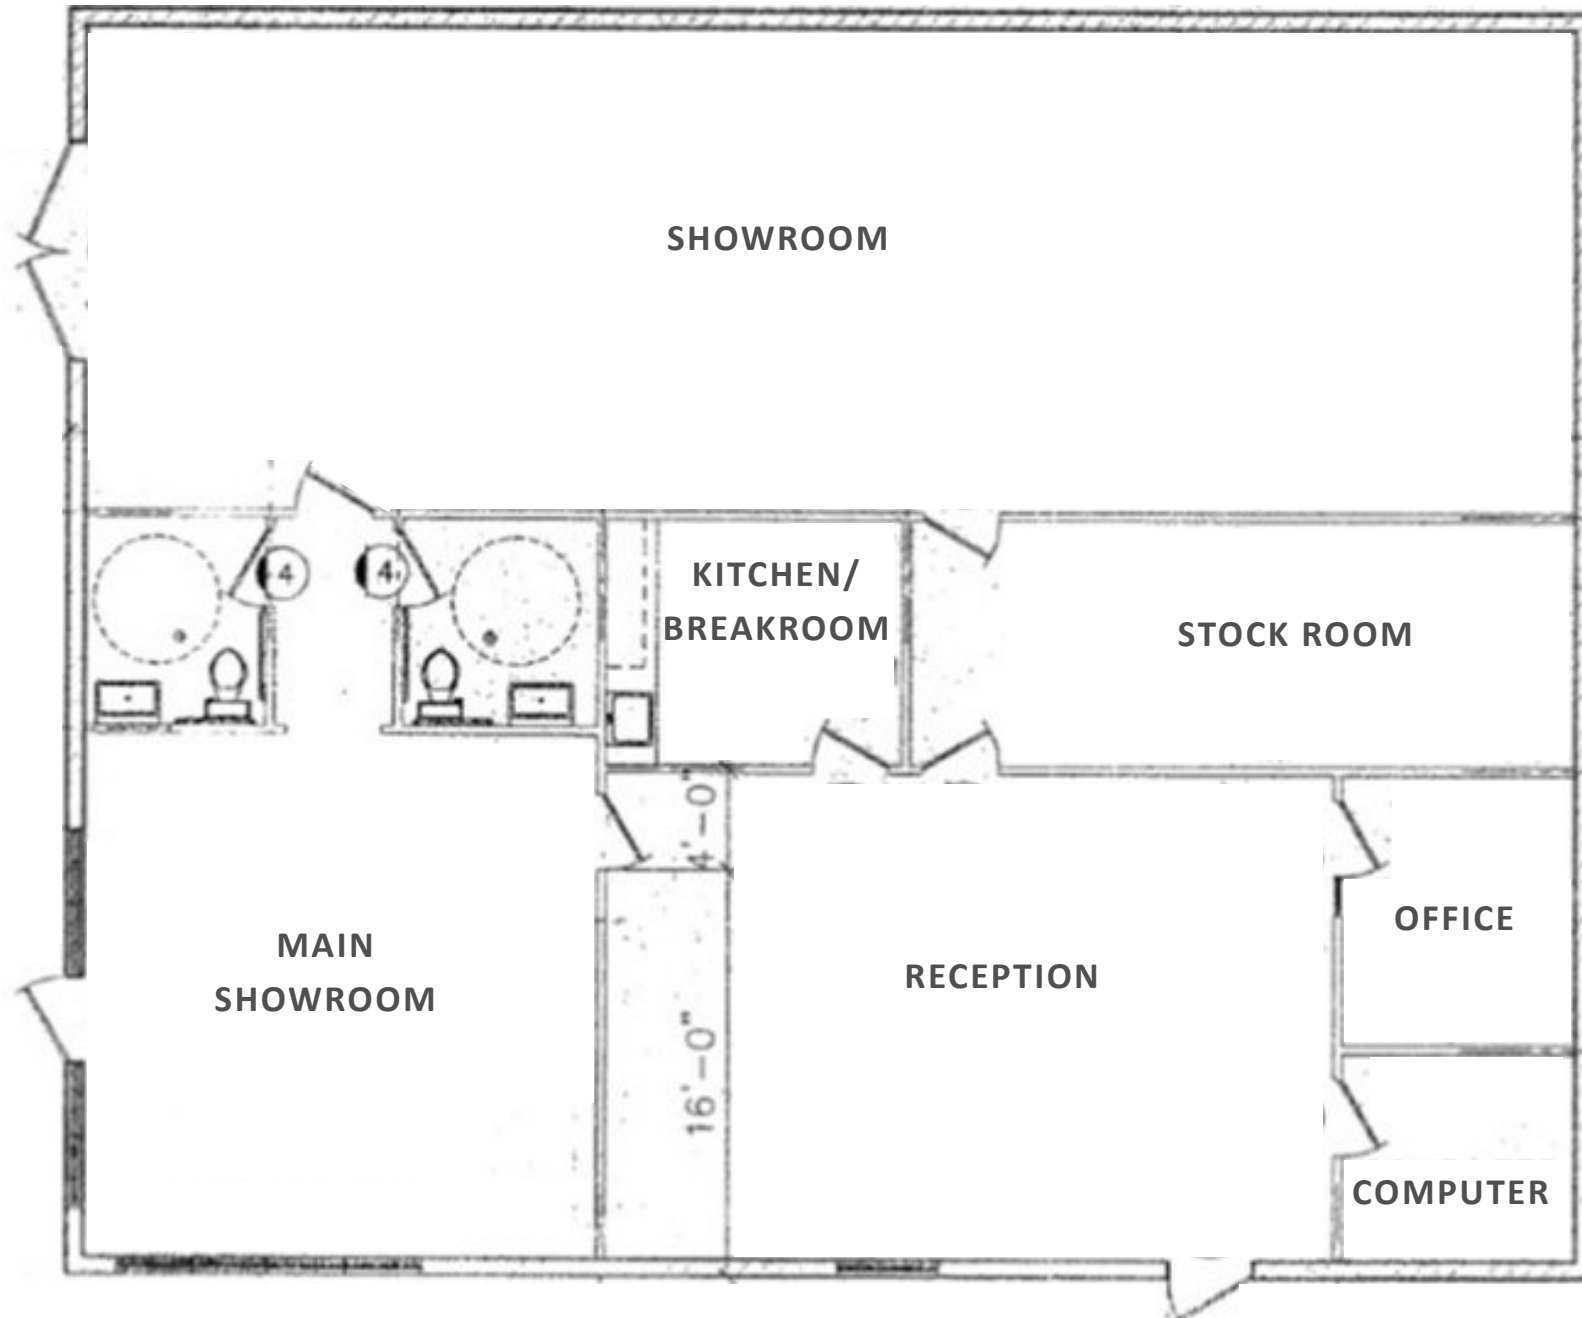 SHOWROOM
4
4
KITCHEN/
BREAKROOM
STOCK ROOM
4'-0"
MAIN
SHOWROOM
OFFICE
RECEPTION
16'-0"
COMPUTER